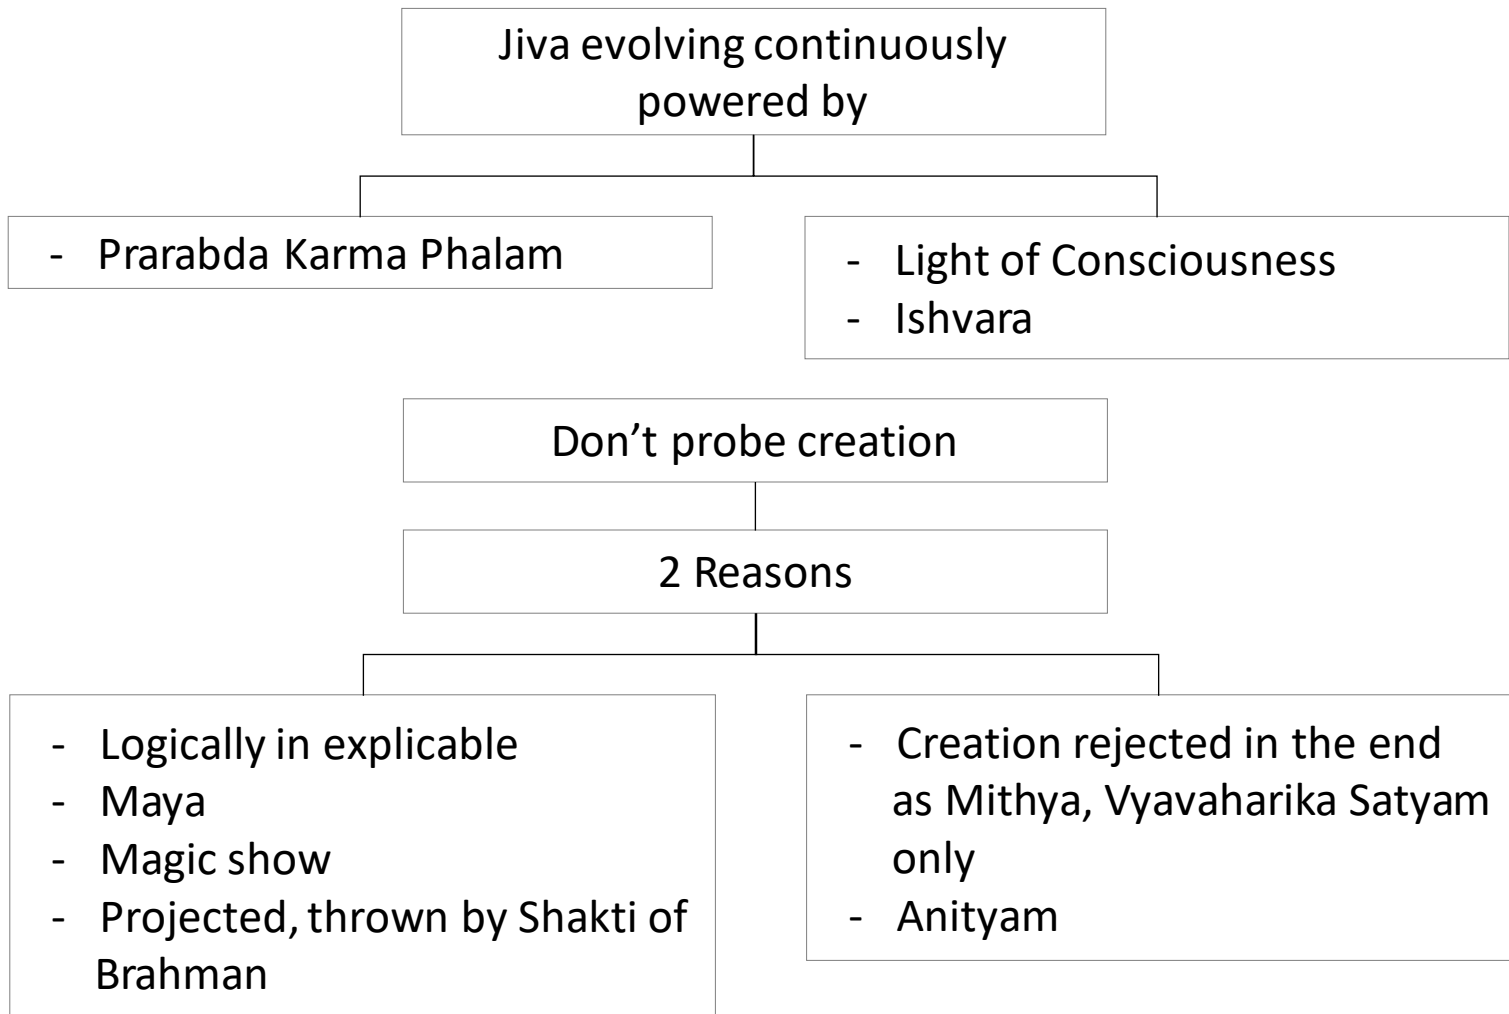 Jiva evolving continuously
powered by
- Prarabda Karma Phalam
- Light of Consciousness
- Ishvara
Don’t probe creation
2 Reasons
- Logically in explicable
- Maya
- Magic show
- Projected, thrown by Shakti of
Brahman
- Creation rejected in the end
as Mithya, Vyavaharika Satyam
only
- Anityam